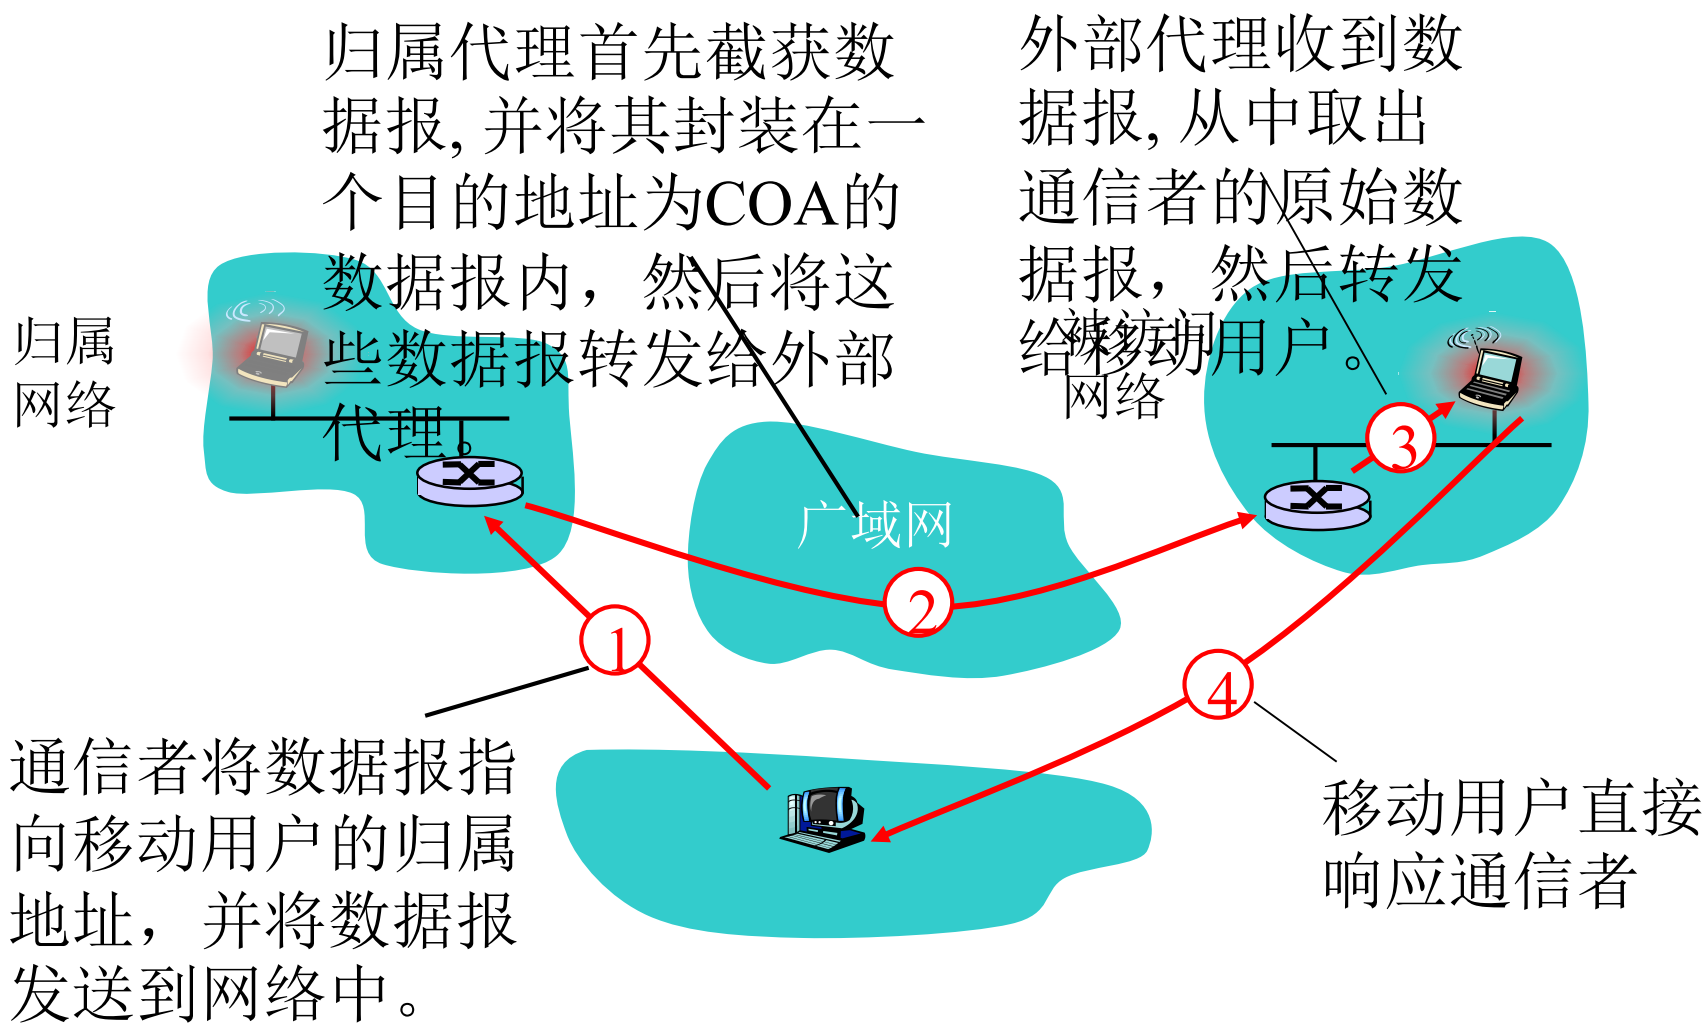 归属代理首先截获数
据报, 并将其封装在一
个目的地址为COA的
数据报内，然后将这
些数据报转发给外部
代理。
外部代理收到数
据报, 从中取出
通信者的原始数
据报，然后转发
给移动用户。
归属
网络
被访问
网络
广域网
3
2
1
4
通信者将数据报指
向移动用户的归属
地址，并将数据报
发送到网络中。
移动用户直接
响应通信者